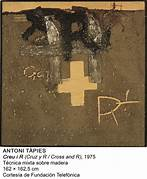 R
ANTONI TÀPIES
Creu i R (Cruz y R / Cross and R), 1975
Técnica mixta sobre madera
162 × 162.5 cm
Cortesía de Fundación Telefónica